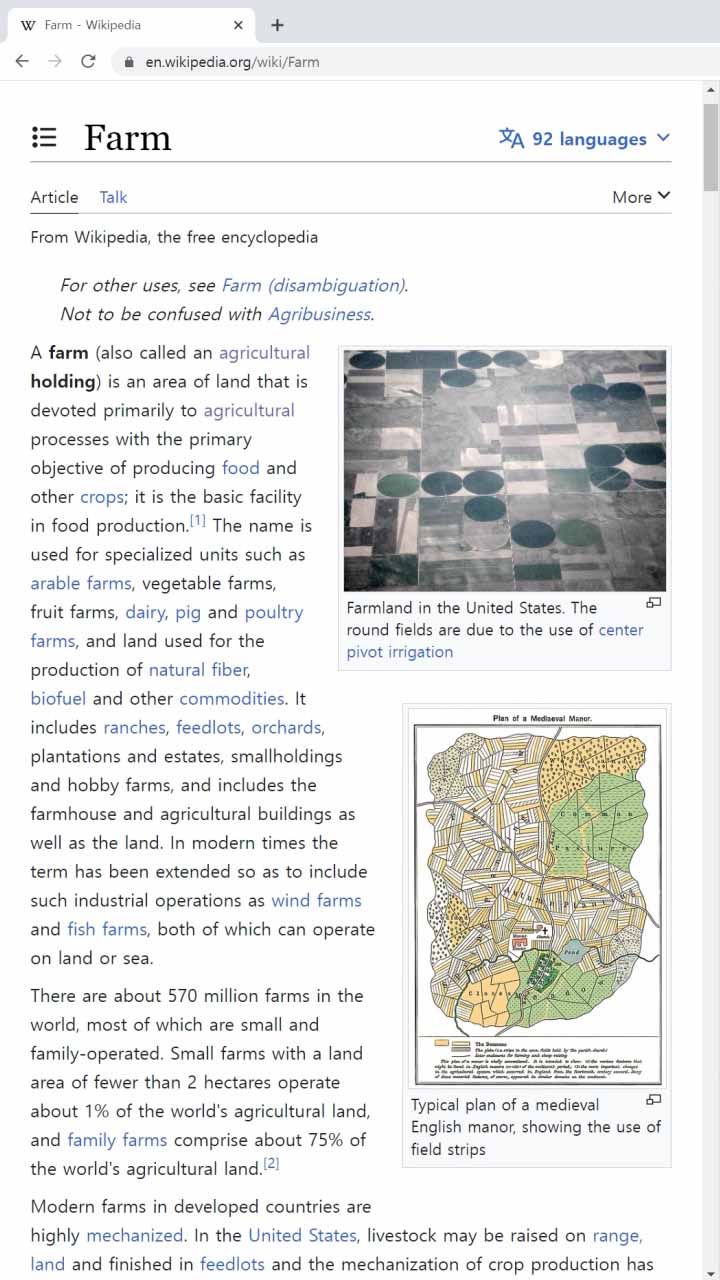 Farm - Wikipedia
en.wikipedia.org/wiki/Farm
Farm
92 languages
Article Talk More
From Wikipedia, the free encyclopedia
For other uses, see Farm (disambiguation).
Not to be confused with Agribusiness.
A farm (also called an agricultural
holding) is an area of land that is
devoted primarily to agricultural
processes with the primary
objective of producing food and
other crops; it is the basic facility
in food production.[1] The name is
used for specialized units such as
arable farms, vegetable farms,
fruit farms, dairy, pig and poultry
farms, and land used for the
production of natural fiber,
biofuel and other commodities. It
includes ranches, feedlots, orchards,
plantations and estates, smallholdings
and hobby farms, and includes the
farmhouse and agricultural buildings as
well as the land. In modern times the
term has been extended so as to include
such industrial operations as wind farms
and fish farms, both of which can operate
on land or sea.
Farmland in the United States. The
round fields are due to the use of center
pivot irrigation
Plan of a Mediaeval Manor.
Common
Pasture
Pond
Close
Meadow
The Demesne
Typical plan of a medieval
English manor, showing the use of
field strips
There are about 570 million farms in the
world, most of which are small and
family-operated. Small farms with a land
area of fewer than 2 hectares operate
about 1% of the world's agricultural land,
and family farms comprise about 75% of
the world's agricultural land.[2]
Modern farms in developed countries are
highly mechanized. In the United States, livestock may be raised on range,
land and finished in feedlots and the mechanization of crop production has